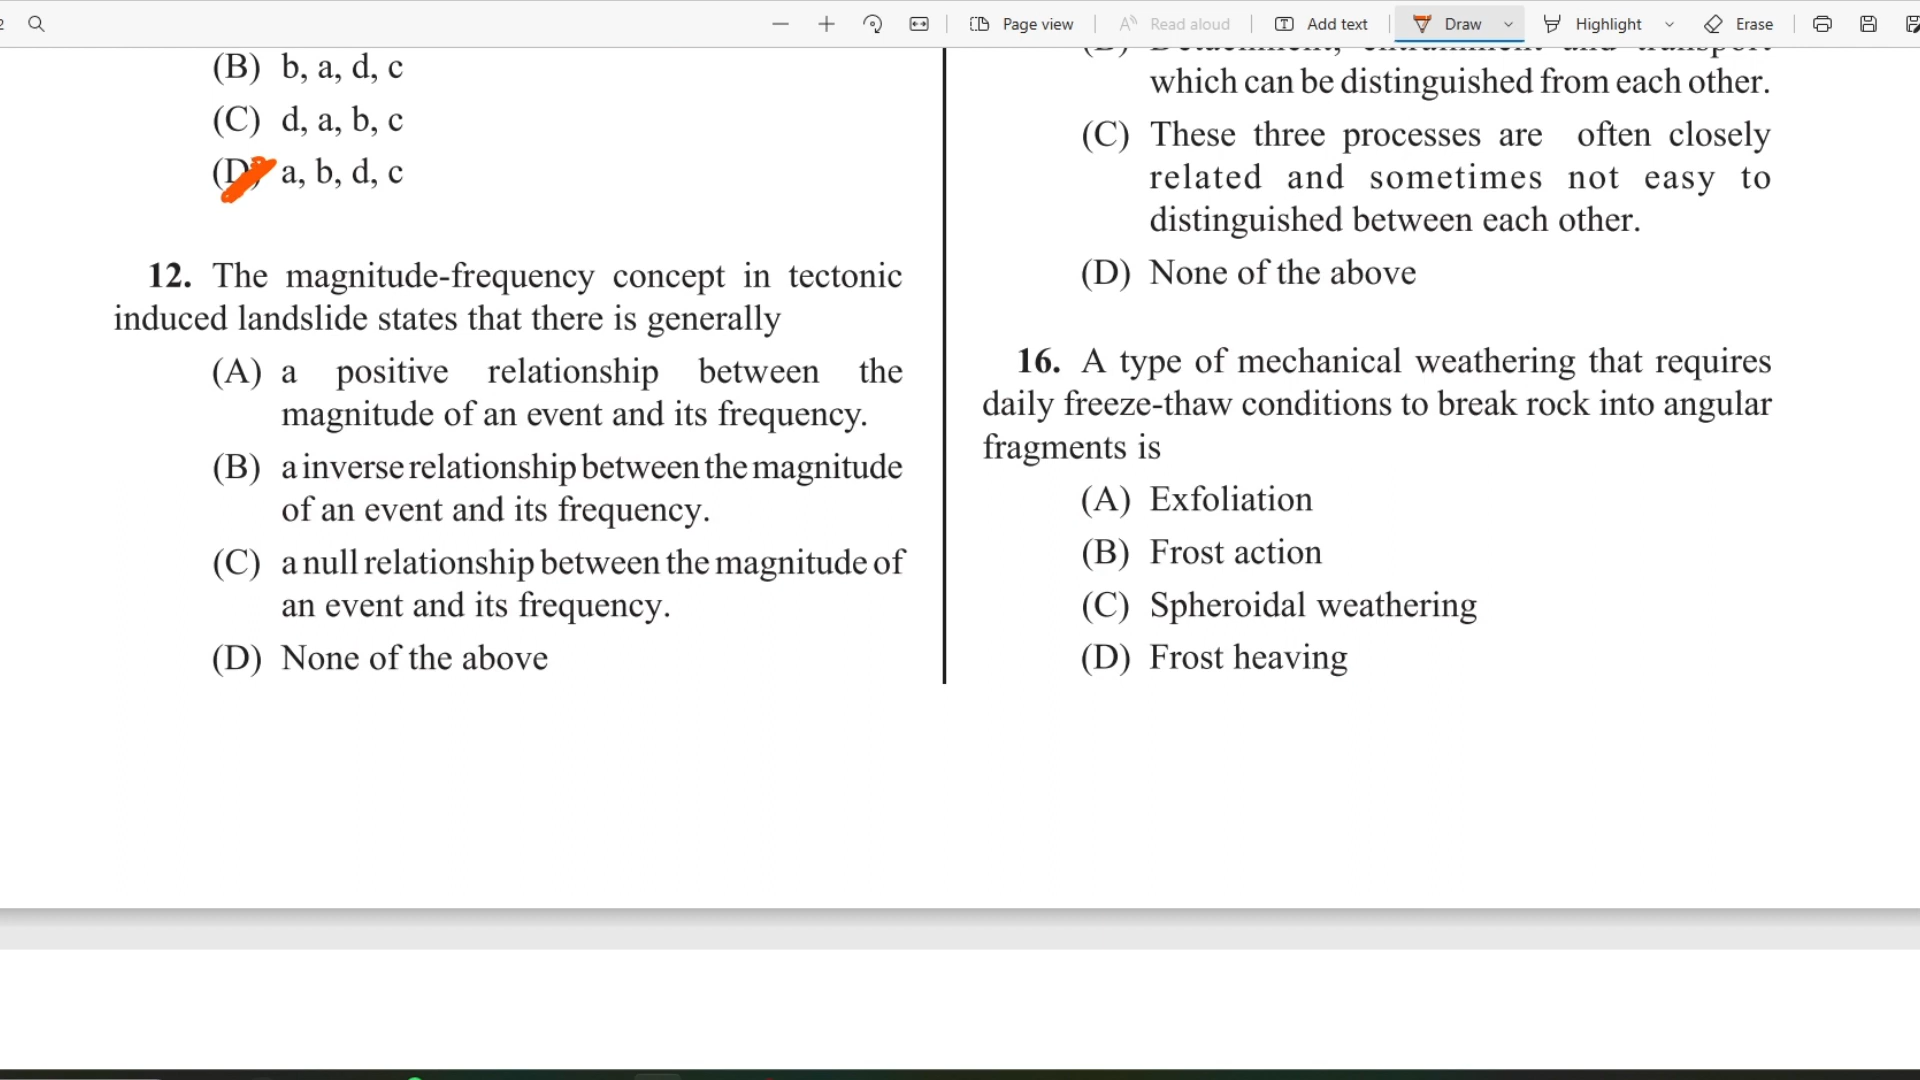 Page view
Read aloud
Add text
Draw
Highlight
Erase
(B) b, a, d, c
(C) d, a, b, c
(D) a, b, d, c
12. The magnitude-frequency concept in tectonic
induced landslide states that there is generally
(A) a positive relationship between the
magnitude of an event and its frequency.
(B) a inverse relationship between the magnitude
of an event and its frequency.
(C) a null relationship between the magnitude of
an event and its frequency.
(D) None of the above
which can be distinguished from each other.
(C) These three processes are often closely
related and sometimes not easy to
distinguished between each other.
(D) None of the above
16. A type of mechanical weathering that requires
daily freeze-thaw conditions to break rock into angular
fragments is
(A) Exfoliation
(B) Frost action
(C) Spheroidal weathering
(D) Frost heaving